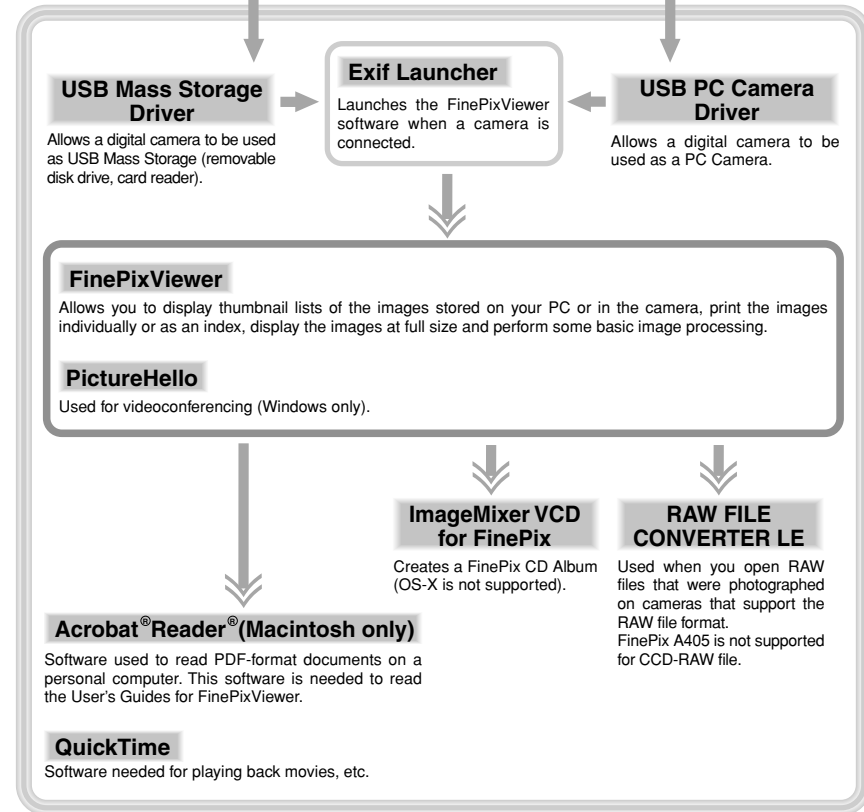 USB Mass Storage
Driver
Allows a digital camera to be used
as USB Mass Storage (removable
disk drive, card reader).
Exif Launcher
Launches the FinePixViewer
software when a camera is
connected.
USB PC Camera
Driver
Allows a digital camera to be
used as a PC Camera.
FinePixViewer
Allows you to display thumbnail lists of the images stored on your PC or in the camera, print the images
individually or as an index, display the images at full size and perform some basic image processing.
PictureHello
Used for videoconferencing (Windows only).
ImageMixer VCD
for FinePix
Creates a FinePix CD Album
(OS-X is not supported).
RAW FILE
CONVERTER LE
Used when you open RAW
files that were photographed
on cameras that support the
RAW file format.
FinePix A405 is not supported
for CCD-RAW file.
Acrobat®Reader®(Macintosh only)
Software used to read PDF-format documents on a
personal computer. This software is needed to read
the User's Guides for FinePixViewer.
QuickTime
Software needed for playing back movies, etc.